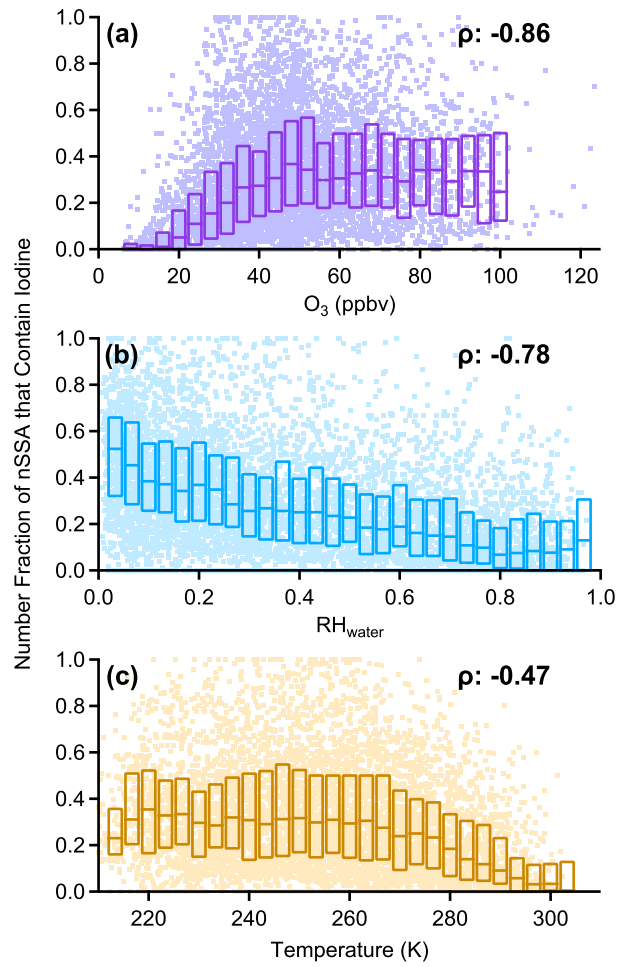 Number Fraction of nSSA that Contain Iodine
(a) ρ: -0.86
1.0
0.8
0.6
0.4
0.2
0.0
0 20 40 60 80 100 120
O₃ (ppbv)
(b) ρ: -0.78
1.0
0.8
0.6
0.4
0.2
0.0
0.0 0.2 0.4 0.6 0.8 1.0
RHwater
(c) ρ: -0.47
1.0
0.8
0.6
0.4
0.2
0.0
220 240 260 280 300
Temperature (K)